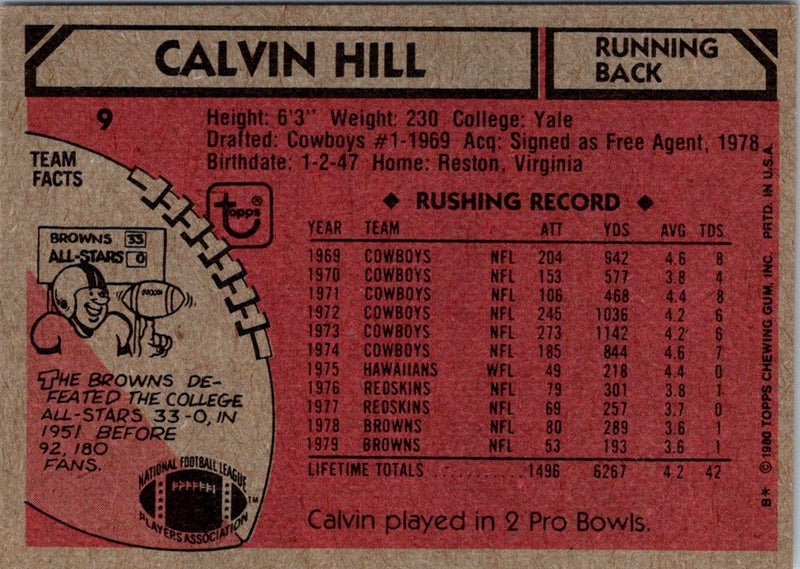 CALVIN HILL
RUNNING
BACK
9
Height: 6'3'' Weight: 230 College: Yale
Drafted: Cowboys #1-1969 Acq: Signed as Free Agent, 1978
Birthdate: 1-2-47 Home: Reston, Virginia
TEAM
FACTS
topps®
BROWNS 33
ALL-STARS 0
THE BROWNS DE-
FEATED THE COLLEGE
ALL-STARS 33-0, IN
1951 BEFORE
92,180
FANS.
NATIONAL FOOTBALL LEAGUE
PLAYERS ASSOCIATION
TM
◆ RUSHING RECORD ◆
YEAR TEAM ATT YDS AVG TDS
1969 COWBOYS NFL 204 942 4.6 8
1970 COWBOYS NFL 153 577 3.8 4
1971 COWBOYS NFL 106 468 4.4 8
1972 COWBOYS NFL 245 1036 4.2 6
1973 COWBOYS NFL 273 1142 4.2 6
1974 COWBOYS NFL 185 844 4.6 7
1975 HAWAIIANS WFL 49 218 4.4 0
1976 REDSKINS NFL 79 301 3.8 1
1977 REDSKINS NFL 69 257 3.7 0
1978 BROWNS NFL 80 289 3.6 1
1979 BROWNS NFL 53 193 3.6 1
LIFETIME TOTALS 1496 6267 4.2 42
Calvin played in 2 Pro Bowls.
B* © 1980 TOPPS CHEWING GUM, INC. PRTD. IN U.S.A.